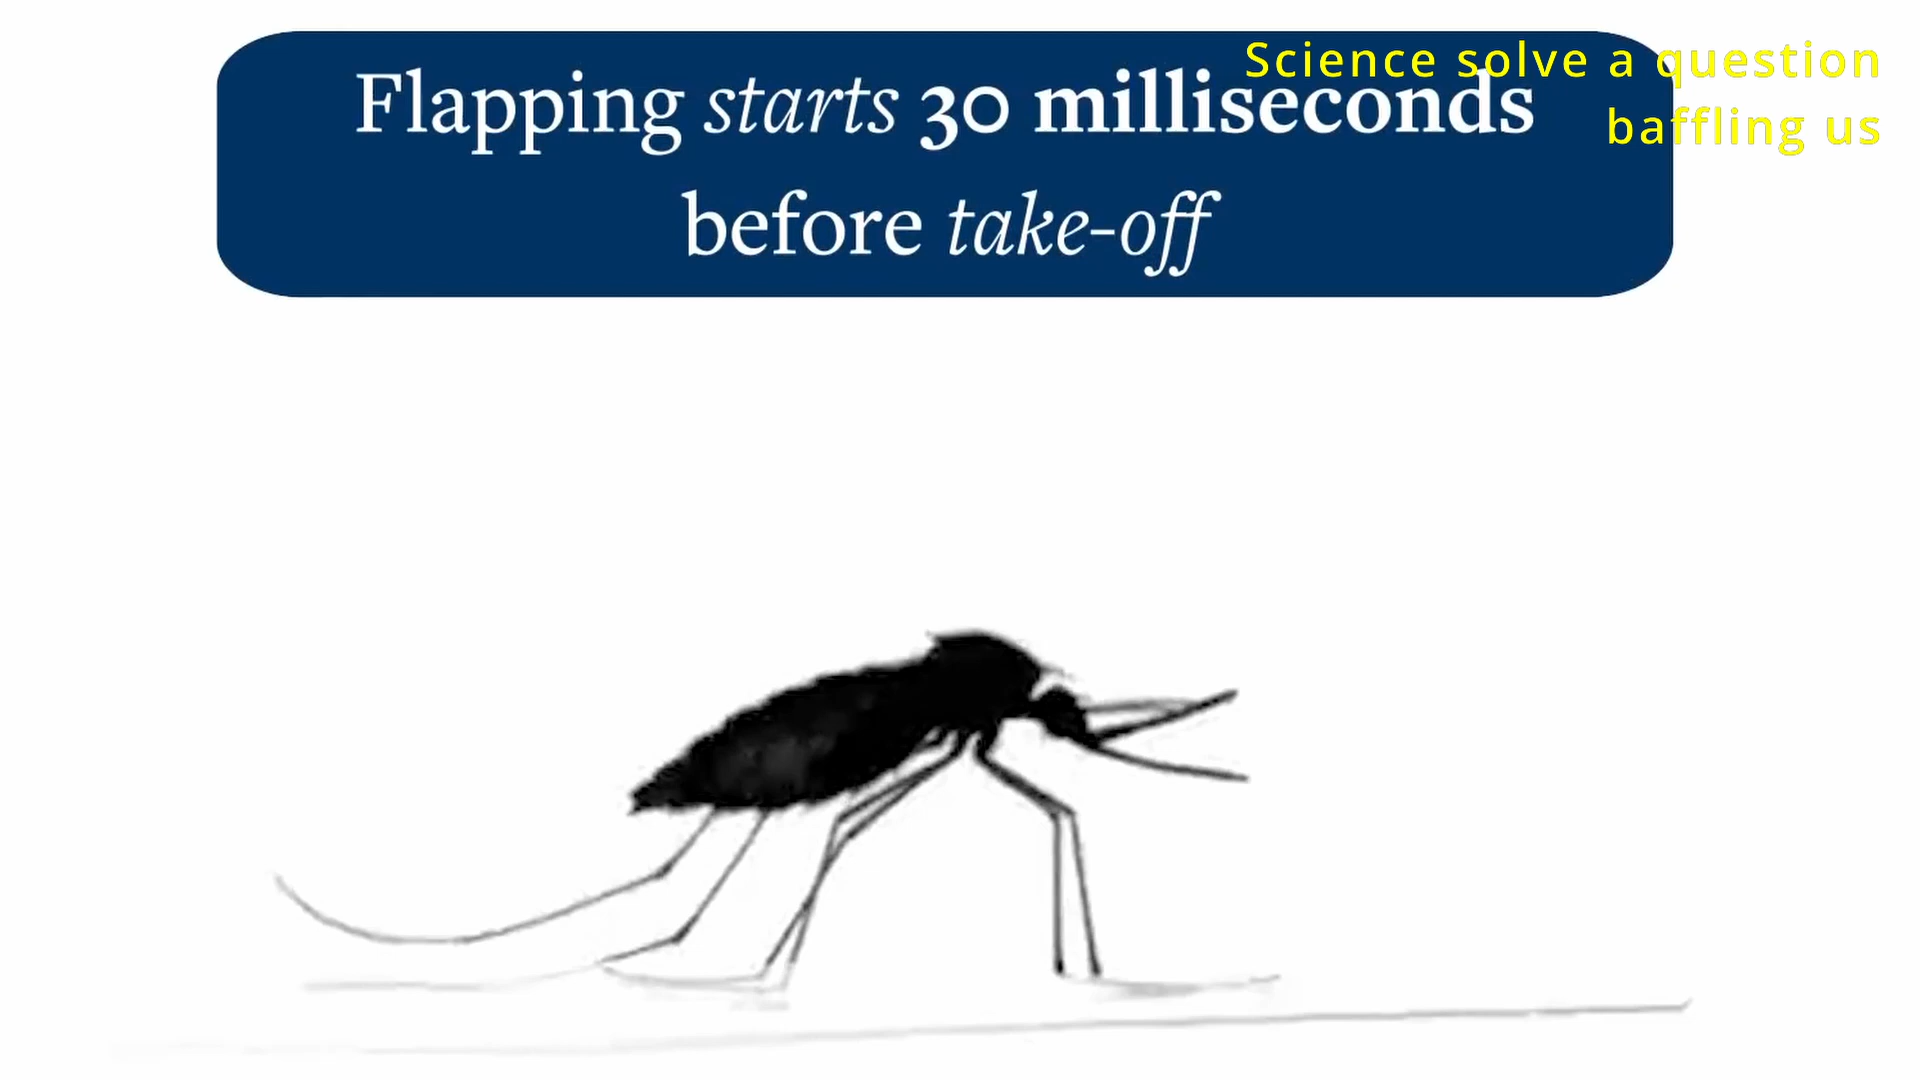 Science solve a question
baffling us
Flapping starts 30 milliseconds
before take-off